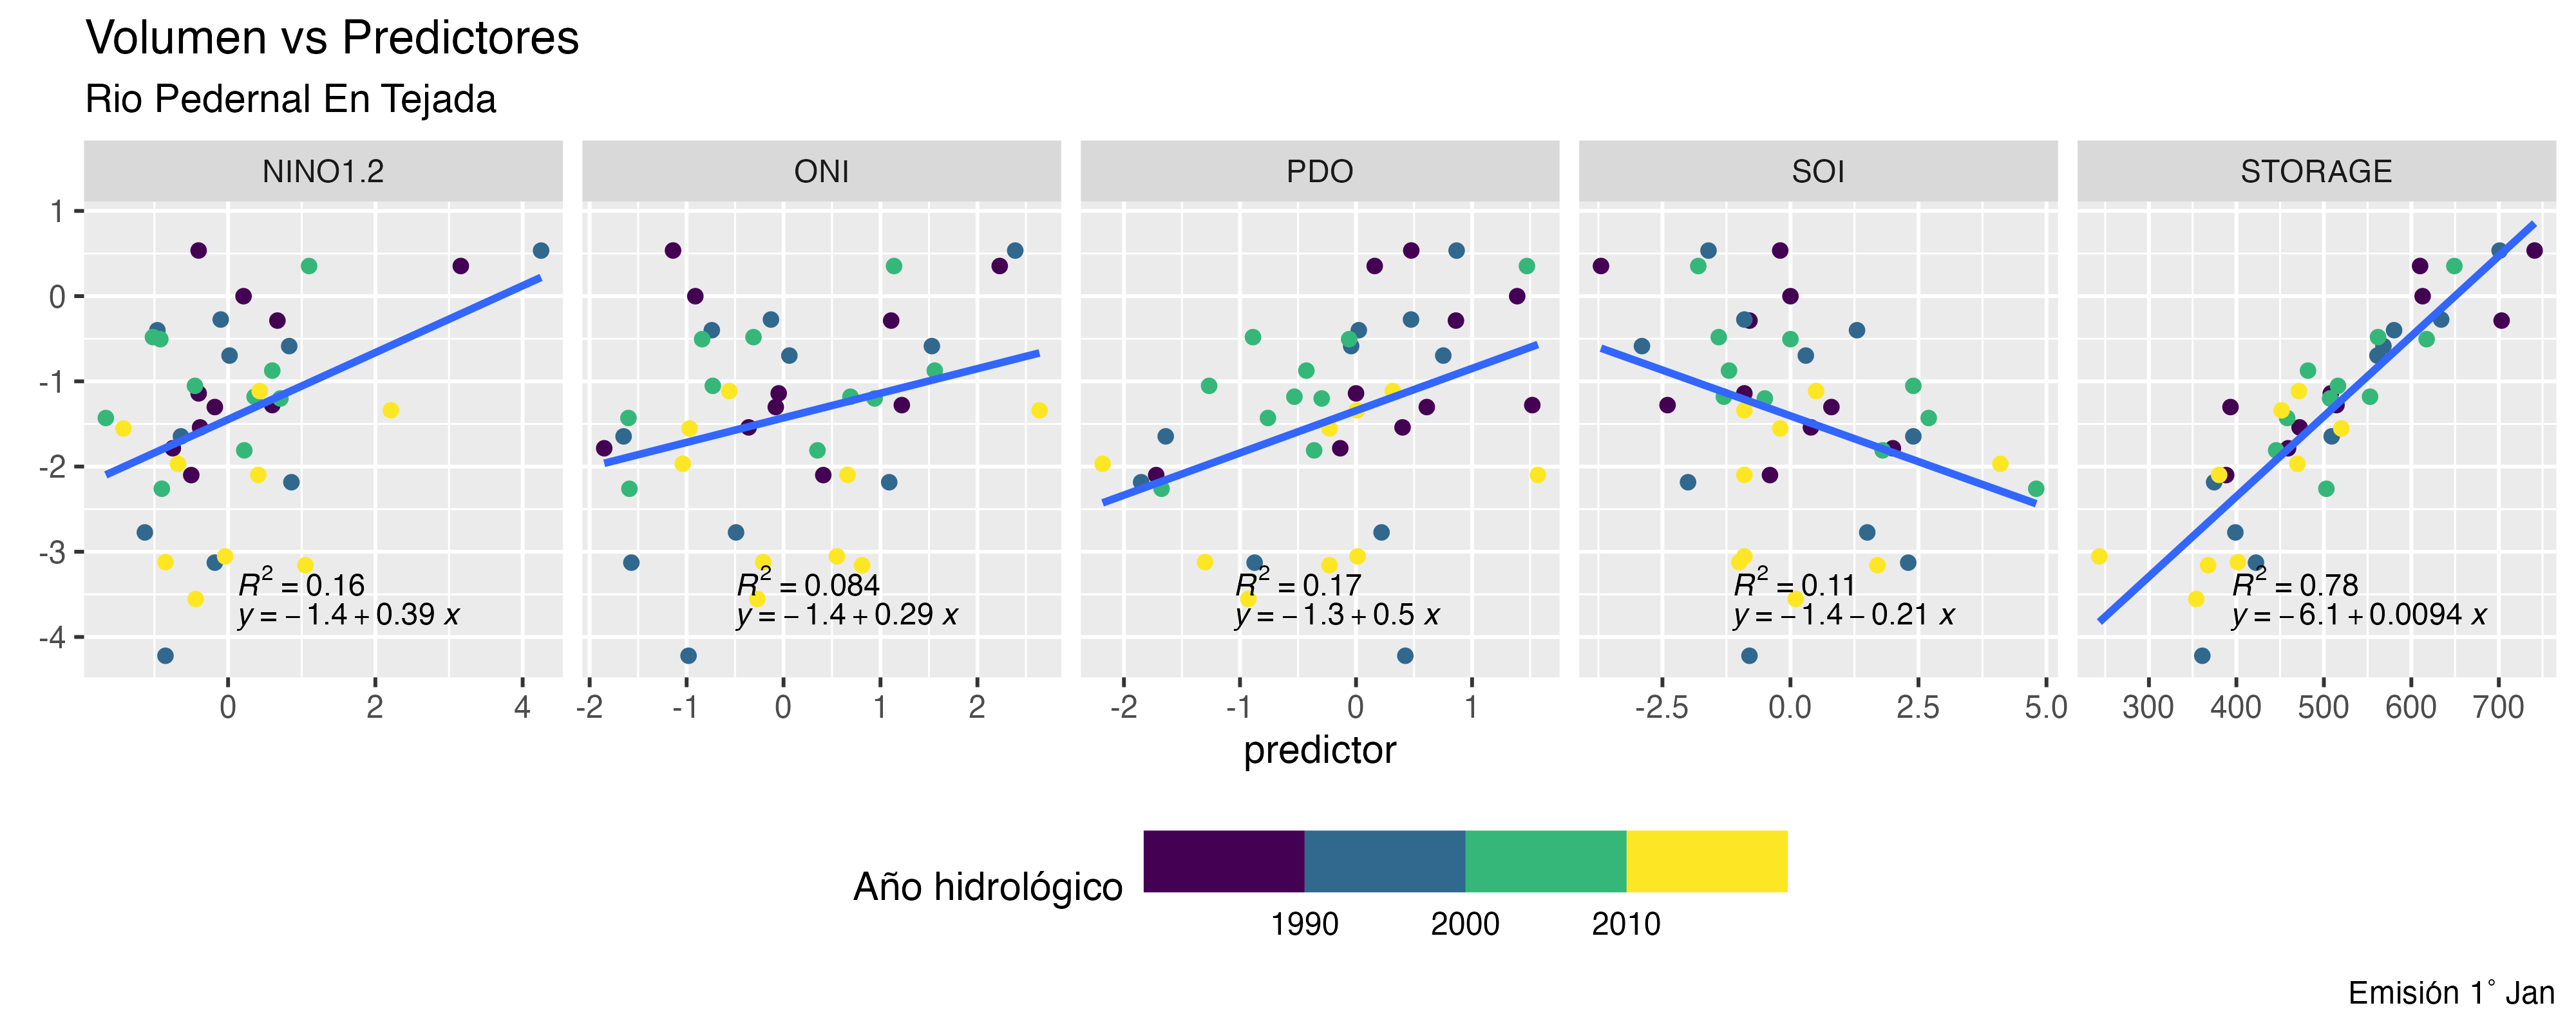 Volumen vs Predictores
Rio Pedernal En Tejada
NINO1.2 ONI PDO SOI STORAGE
1
0
-1
-2
-3
-4
R² = 0.16
y = −1.4 + 0.39 x
R² = 0.084
y = −1.4 + 0.29 x
R² = 0.17
y = −1.3 + 0.5 x
R² = 0.11
y = −1.4 − 0.21 x
R² = 0.78
y = −6.1 + 0.0094 x
0 2 4 -2 -1 0 1 2 -2 -1 0 1 -2.5 0.0 2.5 5.0 300 400 500 600 700
predictor
Año hidrológico
1990 2000 2010
Emisión 1° Jan